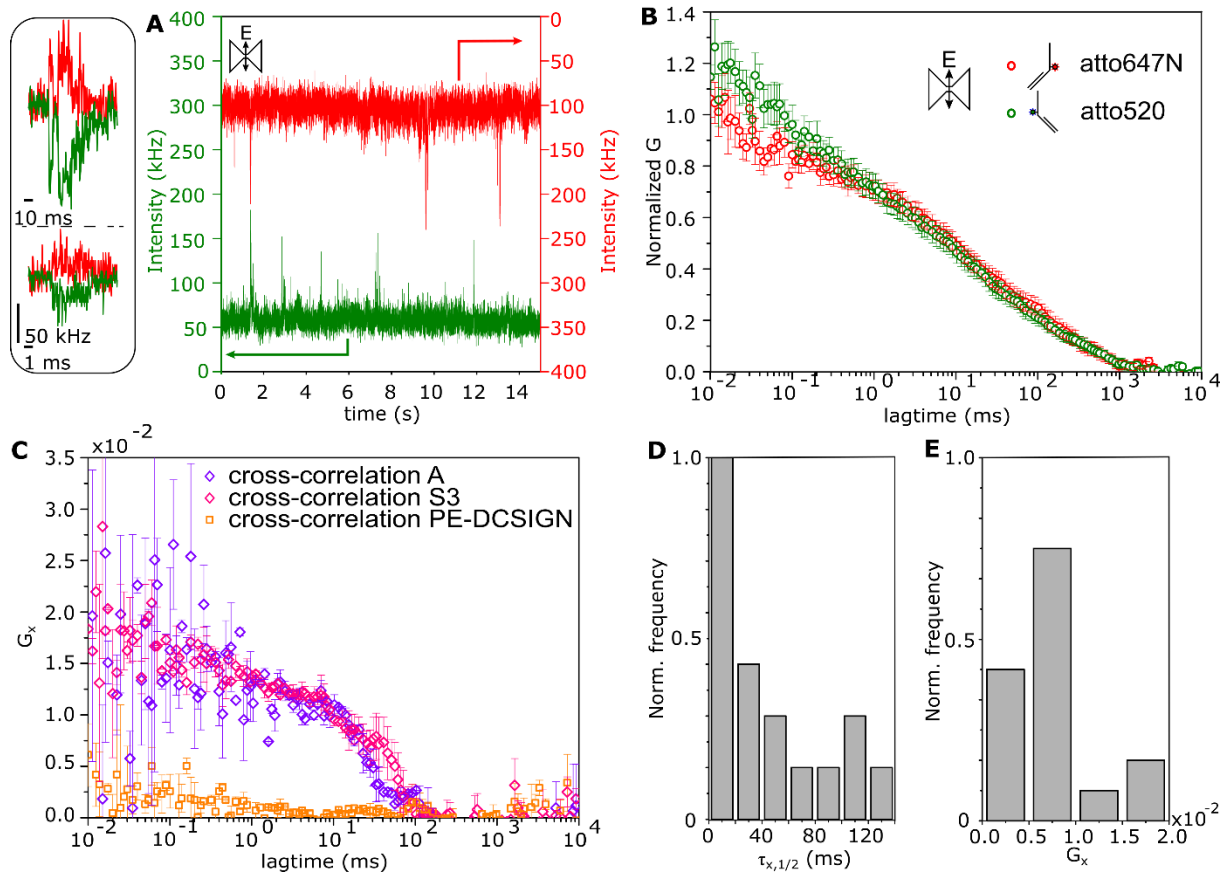 10 ms
50 kHz
1 ms
A
E
Intensity (kHz)
400
350
300
250
200
150
100
50
0
0
50
100
150
200
250
300
350
400
Intensity (kHz)
0 2 4 6 8 10 12 14
time (s)
B
E
atto647N
atto520
Normalized G
1.4
1.2
1.0
0.8
0.6
0.4
0.2
0.0
10-2 10-1 100 101 102 103 104
lagtime (ms)
C
x10-2
cross-correlation A
cross-correlation S3
cross-correlation PE-DCSIGN
Gx
3.5
3.0
2.5
2.0
1.5
1.0
0.5
0.0
10-2 10-1 100 101 102 103 104
lagtime (ms)
D
Norm. frequency
1.0
0.5
0
0 40 80 120
τx,1/2 (ms)
E
Norm. frequency
1.0
0.5
0
0.0 0.5 1.0 1.5 2.0
x10-2
Gx